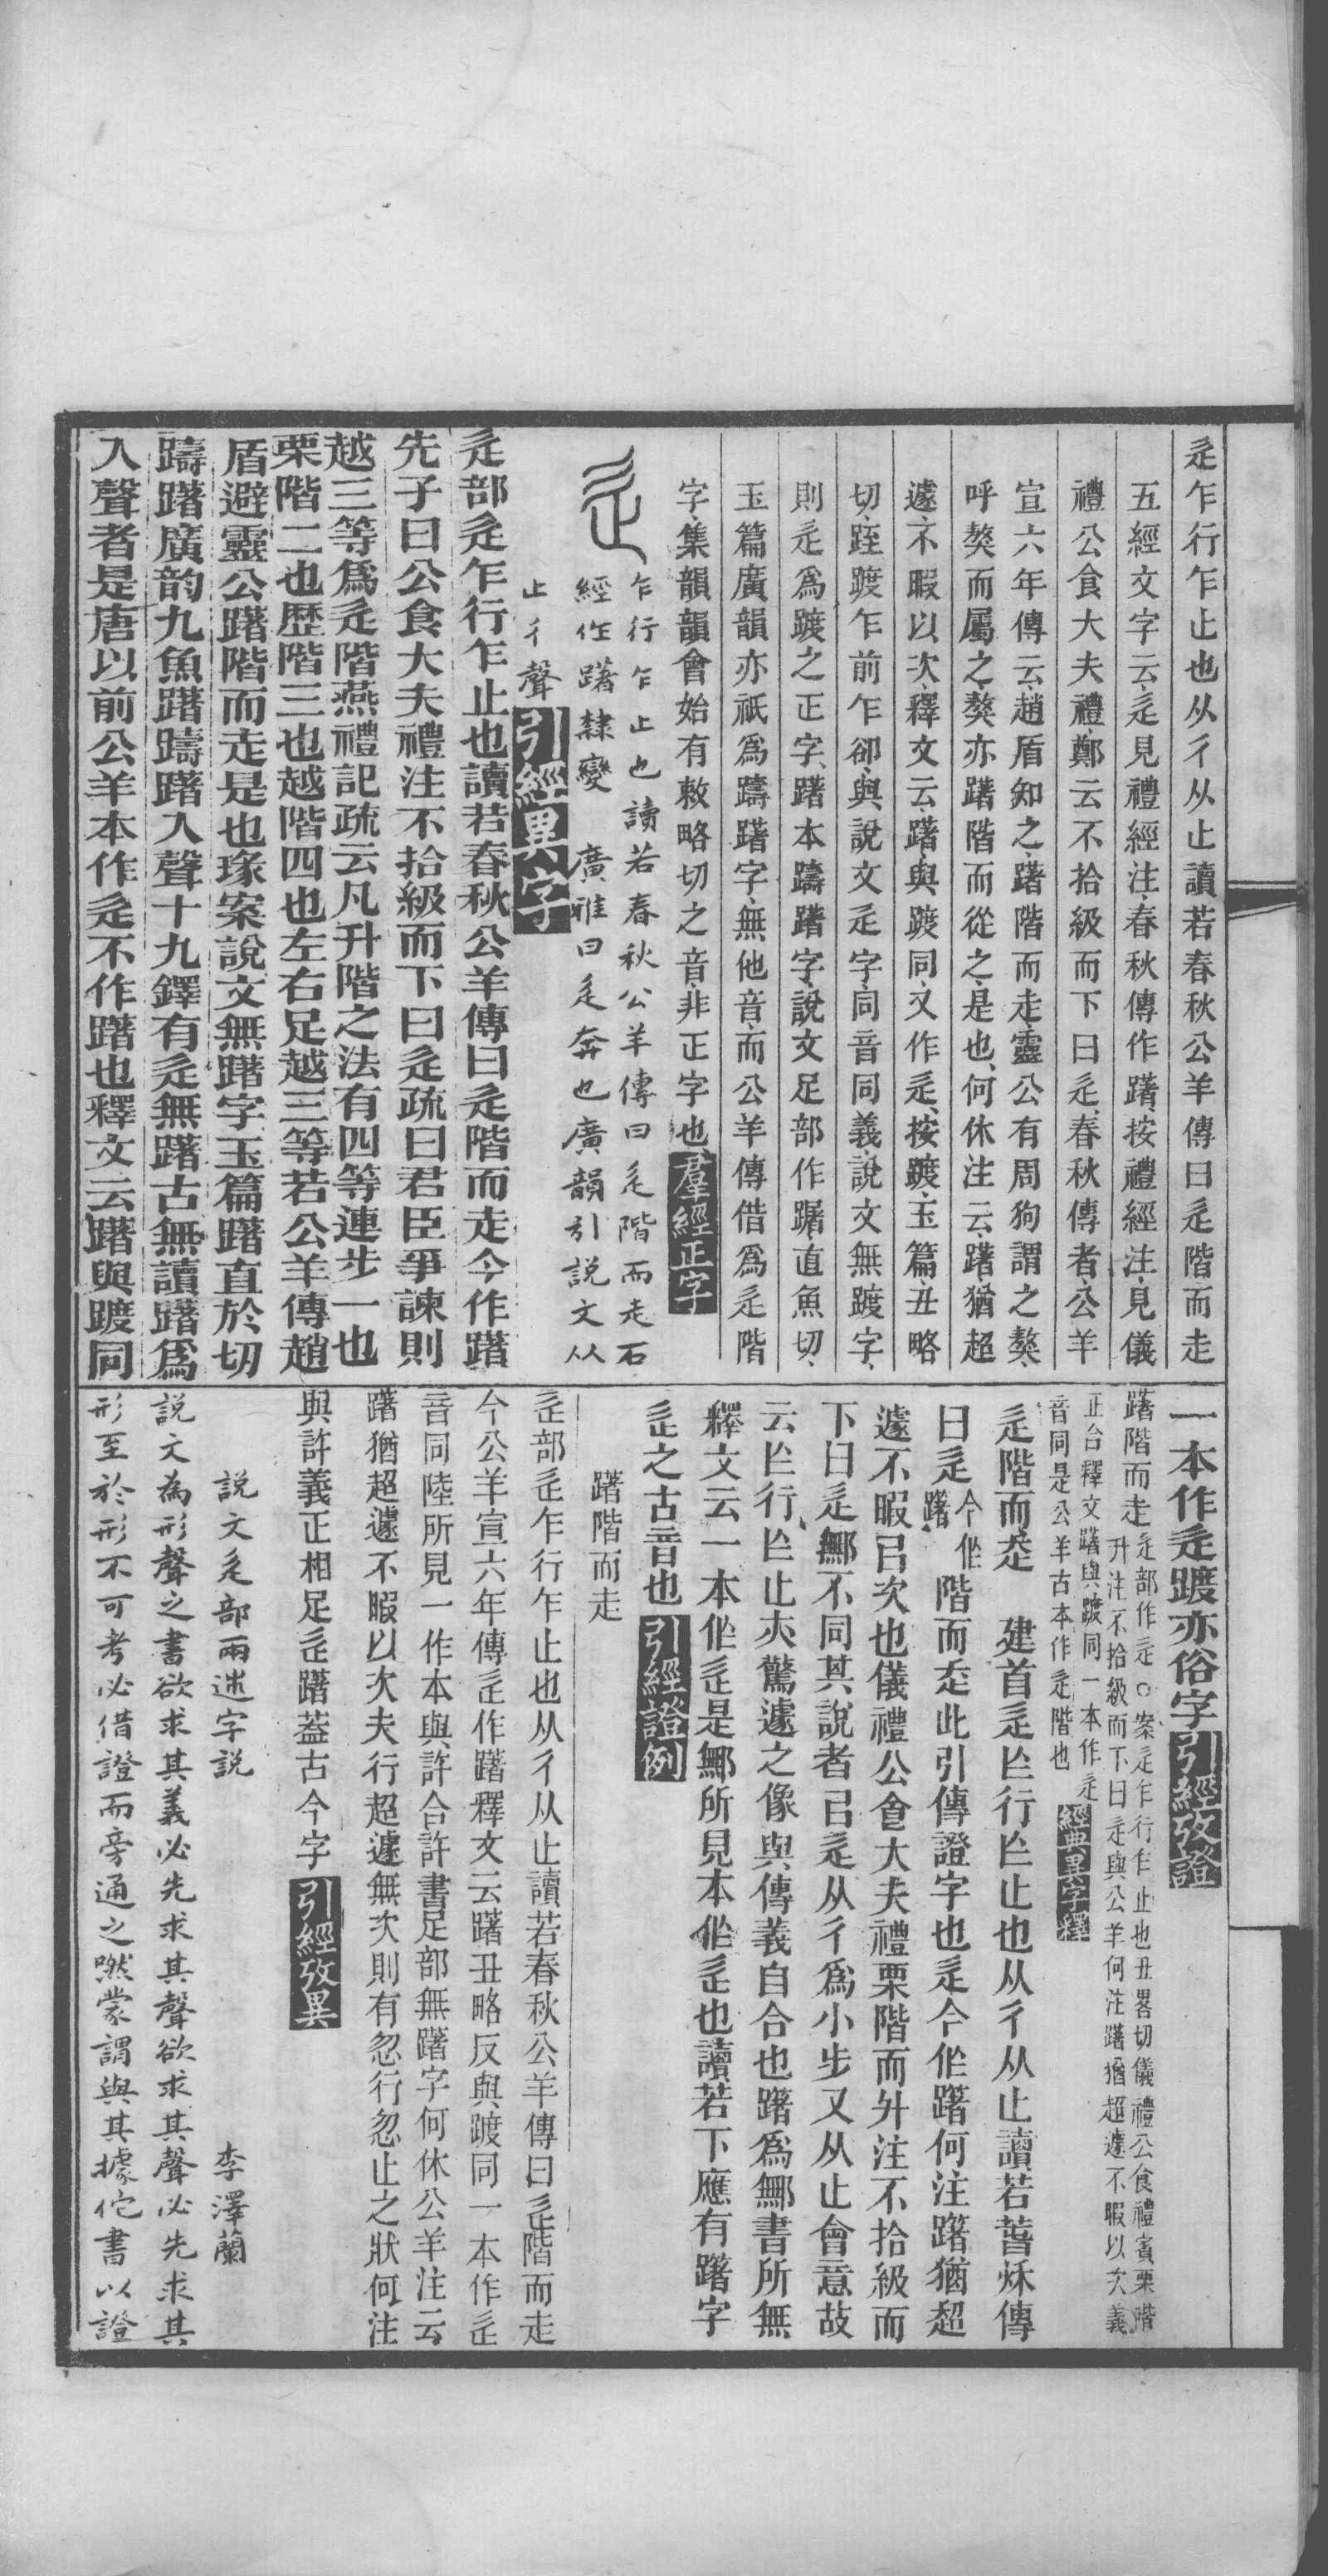 辵乍行乍止也从彳从止讀若春秋公羊傳曰辵階而走
五經文字云辵見禮經注春秋傳作躇按禮經注見儀
禮公食大夫禮鄭云不拾級而下曰辵春秋傳者公羊
宣六年傳云趙盾知之躇階而走靈公有周狗謂之獒
呼獒而屬之獒亦躇階而從之是也何休注云躇猶超
遽不暇以次釋文云躇與踱同又作辵按踱玉篇丑略
切跮踱乍前乍卻與說文辵字同音同義說文無踱字
則辵爲踱之正字躇本躊躇字說文足部作踞直魚切
玉篇廣韻亦祇爲躊躇字無他音而公羊傳借爲辵階
字集韻韻會始有敕略切之音非正字也羣經正字
辵
乍行乍止也讀若春秋公羊傳曰辵階而走石
經作躇隸變 廣雅曰辵奔也廣韻引說文从
止彳聲引經異字
辵部辵乍行乍止也讀若春秋公羊傳曰辵階而走今作躇
先子曰公食大夫禮注不拾級而下曰辵疏曰君臣爭諫則
越三等爲辵階燕禮記疏云凡升階之法有四等連步一也
栗階二也歷階三也越階四也左右足越三等若公羊傳趙
盾避靈公躇階而走是也瑑案說文無躇字玉篇躇直於切
躊躇廣韵九魚躇躊躇入聲十九鐸有辵無躇古無讀躇爲
入聲者是唐以前公羊本作辵不作躇也釋文云躇與踱同
一本作辵踱亦俗字引經攷證
躇階而走 辵部作辵○案辵乍行乍止也丑畧切儀禮公食禮賓栗階
升注不拾級而下曰辵與公羊何注躇猶超遽不暇以次義
正合釋文躇與踱同一本作辵
音同是公羊古本作辵階也經典異字釋
辵階而走 建首辵亾行亾止也从彳从止讀若萅秌傳
曰辵今作躇階而走此引傳證字也辵今作躇何注躇猶超
遽不暇㠯次也儀禮公食大夫禮栗階而升注不拾級而
下曰辵鄦不同其說者㠯辵从彳爲小步又从止會意故
云亾行亾止夾驚遽之像與傳義自合也躇爲鄦書所無
釋文云一本作辵是鄦所見本作辵也讀若下應有躇字
辵之古音也引經證例
躇階而走
辵部辵乍行乍止也从彳从止讀若春秋公羊傳曰辵階而走
今公羊宣六年傳辵作躇釋文云躇丑略反與踱同一本作辵
音同陸所見一作本與許合許書足部無躇字何休公羊注云
躇猶超遽不暇以次夫行超遽無次則有忽行忽止之狀何注
與許義正相足辵躇蓋古今字引經攷異
說文辵部兩迷字説 李澤蘭
説文為形聲之書欲求其義必先求其聲欲求其聲必先求其
形至於形不可考必借證而旁通之嘫蒙謂與其據佗書以證